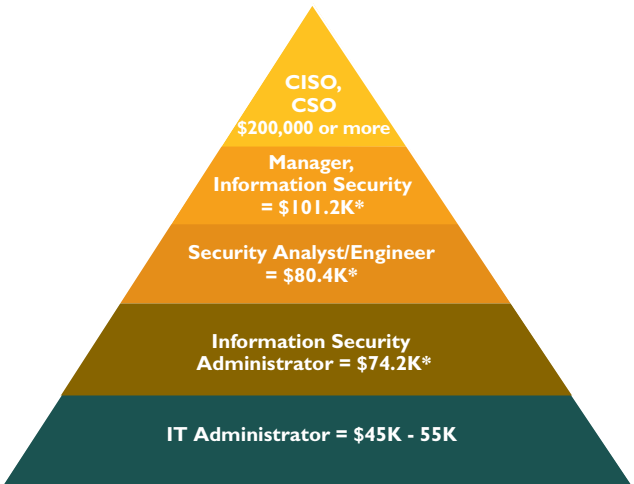 CISO,
CSO
$200,000 or more
Manager,
Information Security
= $101.2K*
Security Analyst/Engineer
= $80.4K*
Information Security
Administrator = $74.2K*
IT Administrator = $45K - 55K